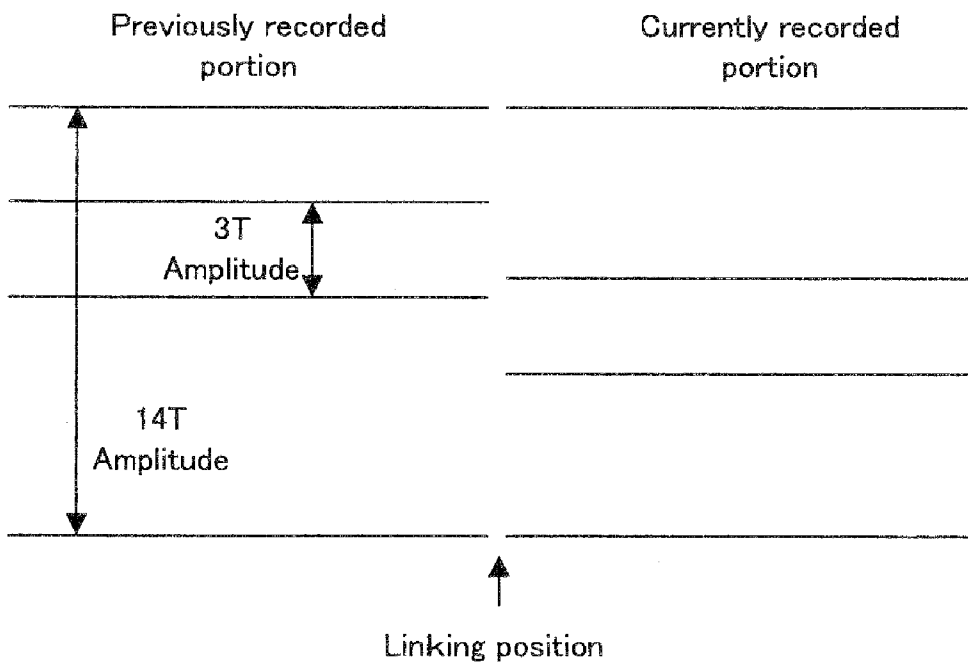 Previously recorded
portion
Currently recorded
portion
3T
Amplitude
14T
Amplitude
Linking position